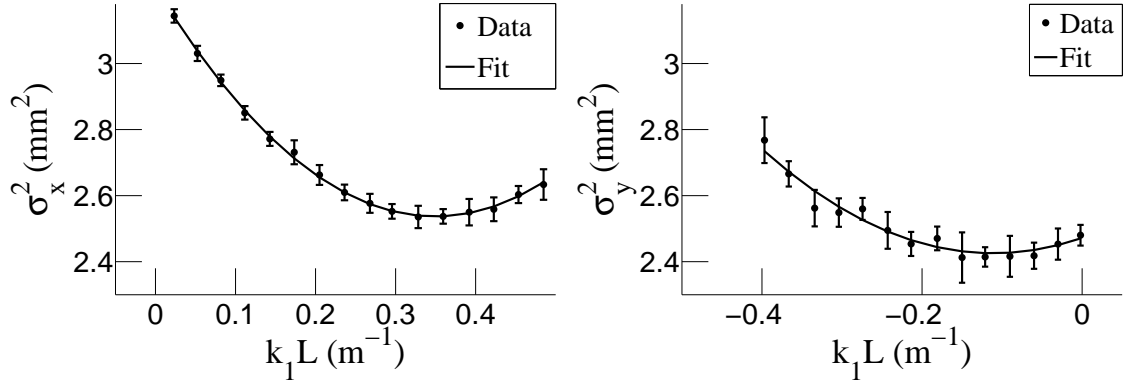 Data
Fit
3
2.8
2.6
2.4
σ²ₓ (mm²)
0
0.1
0.2
0.3
0.4
k₁L (m⁻¹)
Data
Fit
3
2.8
2.6
2.4
σ²ᵧ (mm²)
−0.4
−0.2
0
k₁L (m⁻¹)